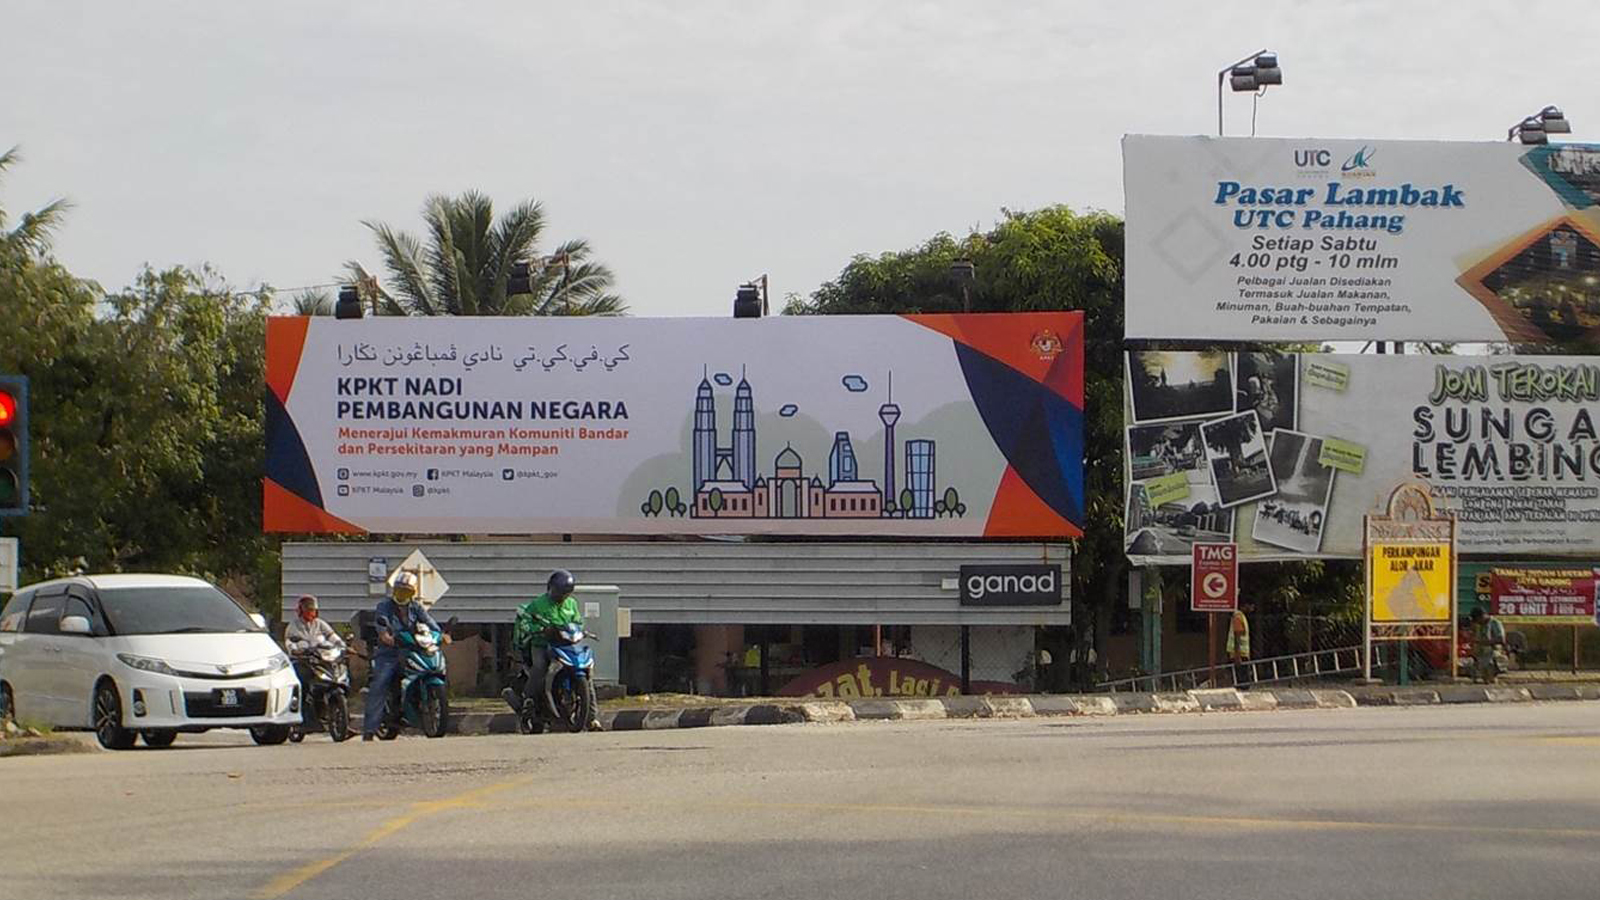 كي.في.كي.تي نادي ڤمباڠونن نݢارا
KPKT NADI
PEMBANGUNAN NEGARA
Menerajui Kemakmuran Komuniti Bandar
dan Persekitaran yang Mampan
www.kpkt.gov.my KPKT Malaysia @kpkt_gov
KPKT Malaysia @kpkt
ganad
UTC
Pasar Lambak
UTC Pahang
Setiap Sabtu
4.00 ptg - 10 mlm
Pelbagai Jualan Disediakan
Termasuk Jualan Makanan,
Minuman, Buah-buahan Tempatan,
Pakaian & Sebagainya
JOM TEROKAI
SUNGA
LEMBING
TMG
PERKAMPUNGAN
ALOR AKAR
zat, Lagi
20 UNIT